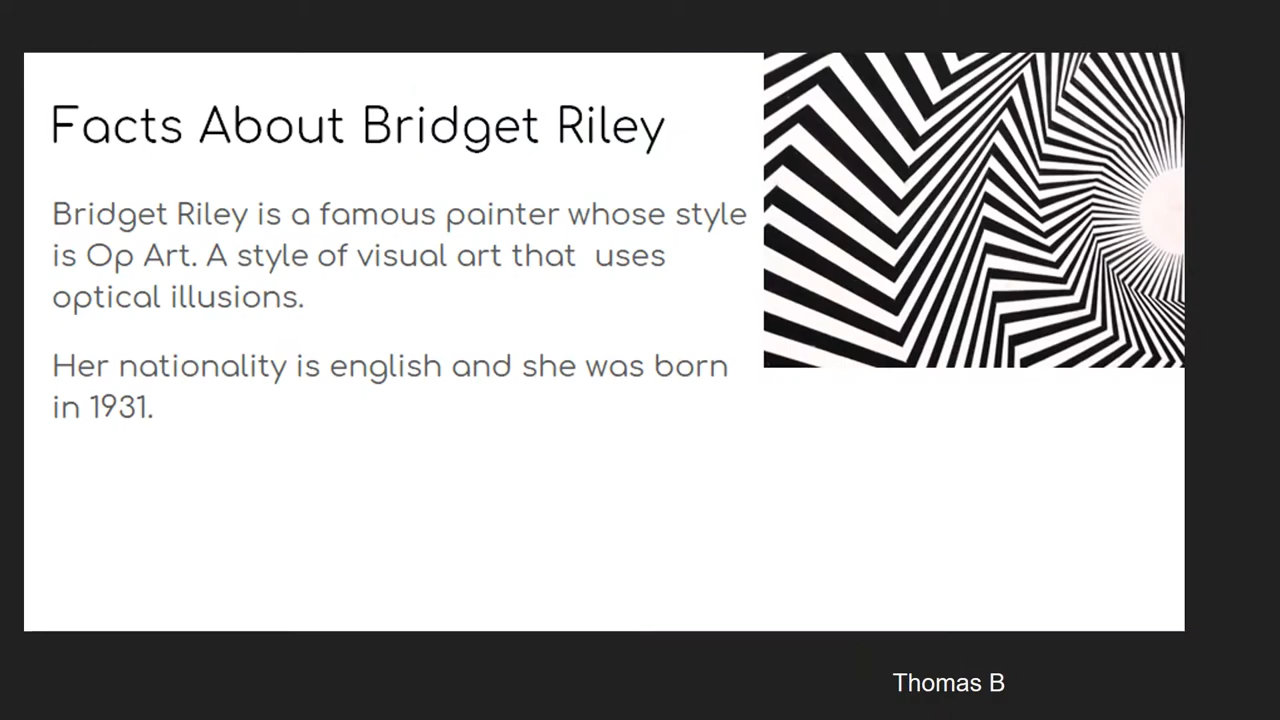 Facts About Bridget Riley
Bridget Riley is a famous painter whose style
is Op Art. A style of visual art that  uses
optical illusions.
Her nationality is english and she was born
in 1931.
Thomas B